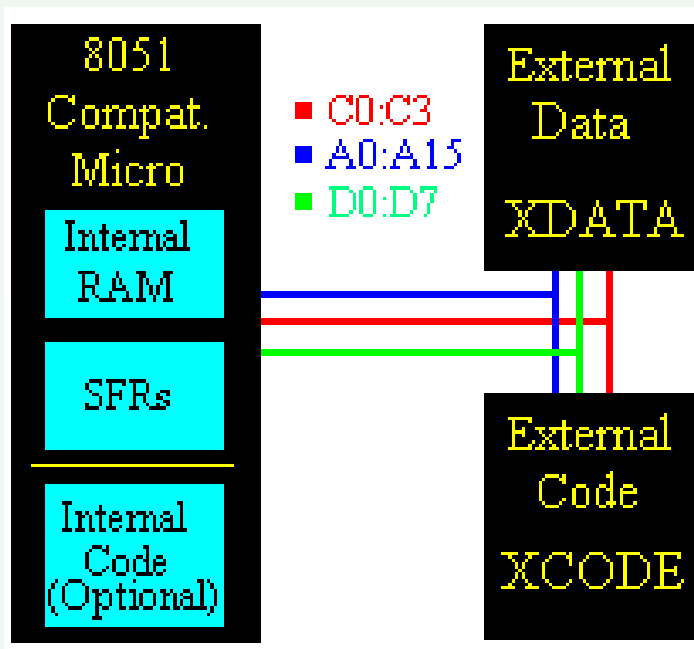 8051
Compat.
Micro
Internal
RAM
SFRs
Internal
Code
(Optional)
C0:C3
A0:A15
D0:D7
External
Data
XDATA
External
Code
XCODE